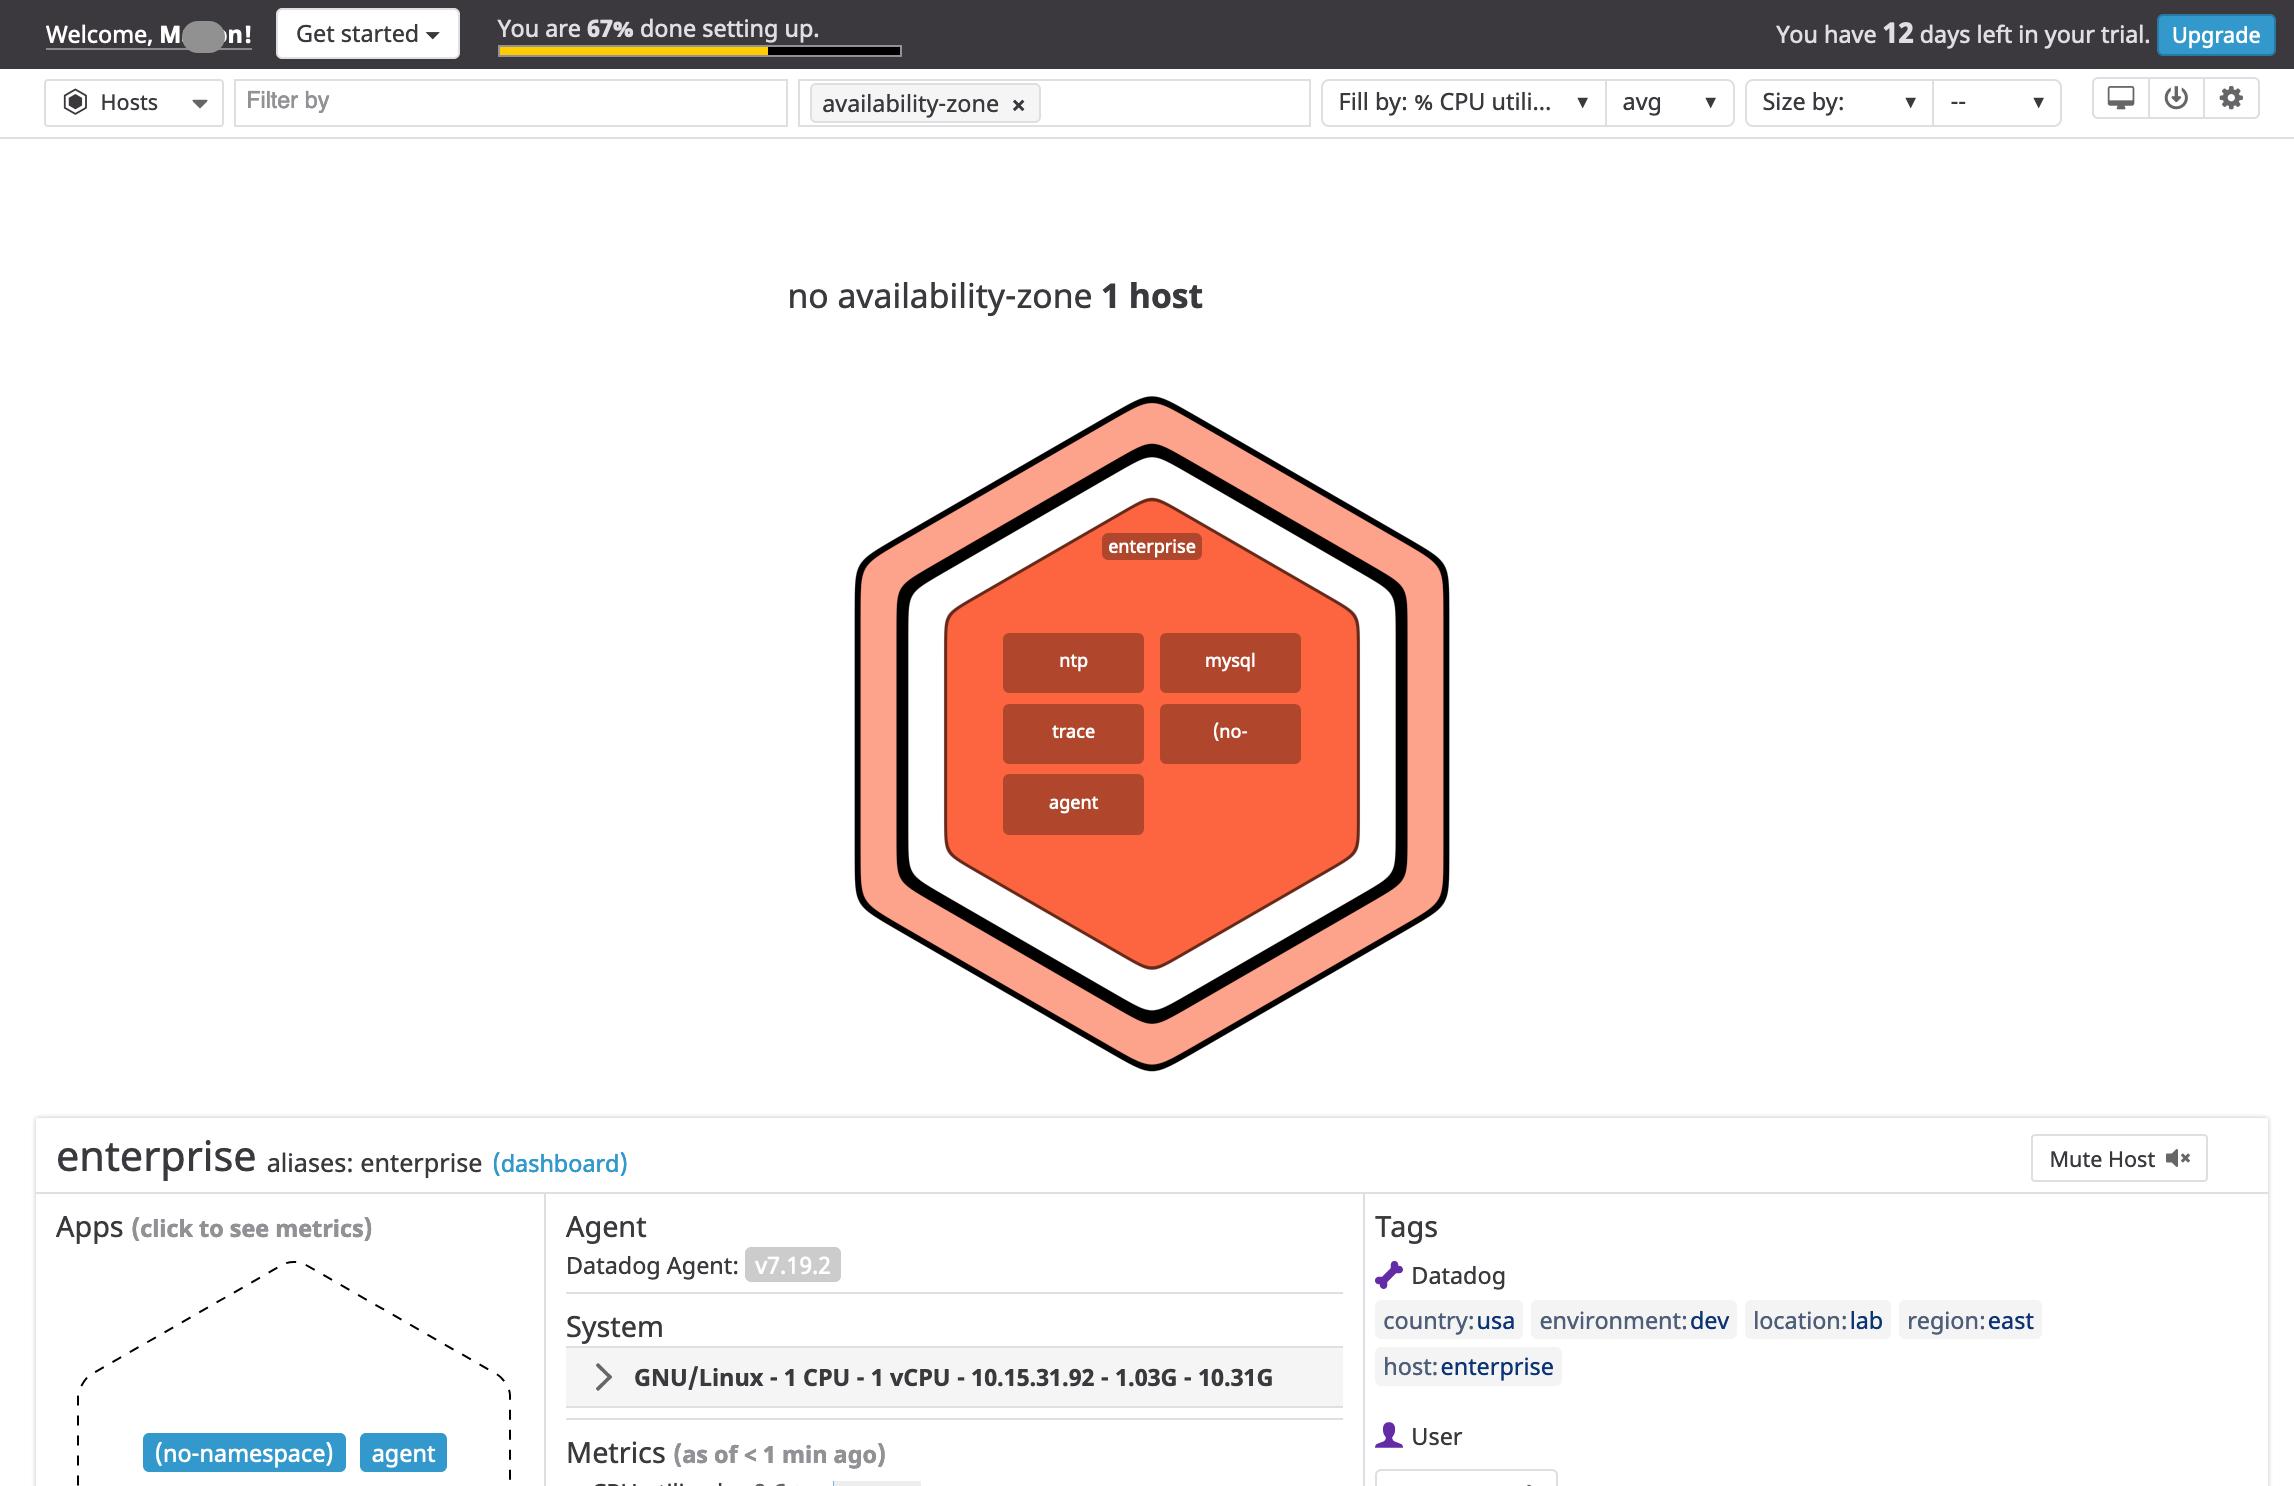 Welcome, M n!
Get started
You are 67% done setting up.
You have 12 days left in your trial.
Upgrade
Hosts
Filter by
availability-zone ×
Fill by: % CPU utili...
avg
Size by:
--
no availability-zone 1 host
enterprise
ntp
mysql
trace
(no-
agent
enterprise aliases: enterprise (dashboard)
Mute Host
Apps (click to see metrics)
(no-namespace)
agent
Agent
Datadog Agent: v7.19.2
System
GNU/Linux - 1 CPU - 1 vCPU - 10.15.31.92 - 1.03G - 10.31G
Metrics (as of < 1 min ago)
Tags
Datadog
country:usa environment:dev location:lab region:east
host:enterprise
User